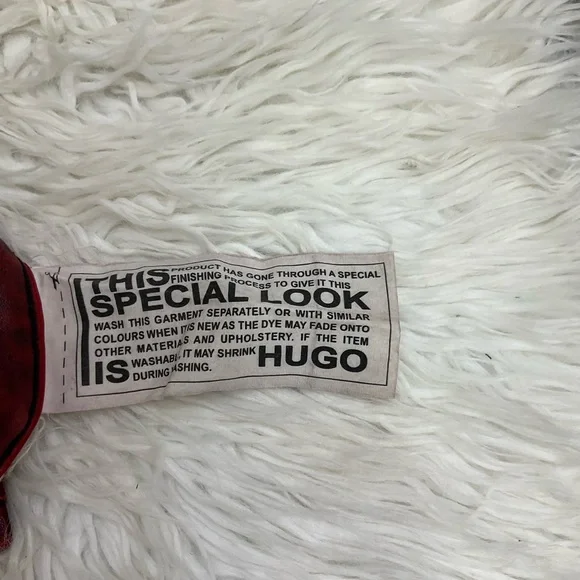 THIS PRODUCT HAS GONE THROUGH A SPECIAL
FINISHING PROCESS TO GIVE IT THIS
SPECIAL LOOK
WASH THIS GARMENT SEPARATELY OR WITH SIMILAR
COLOURS WHEN IT IS NEW AS THE DYE MAY FADE ONTO
OTHER MATERIALS AND UPHOLSTERY. IF THE ITEM
IS WASHABLE IT MAY SHRINK HUGO
DURING WASHING.